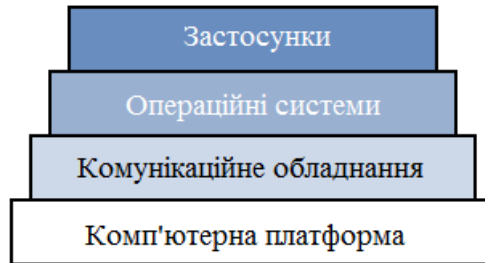 Застосунки
Операційні системи
Комунікаційне обладнання
Комп'ютерна платформа